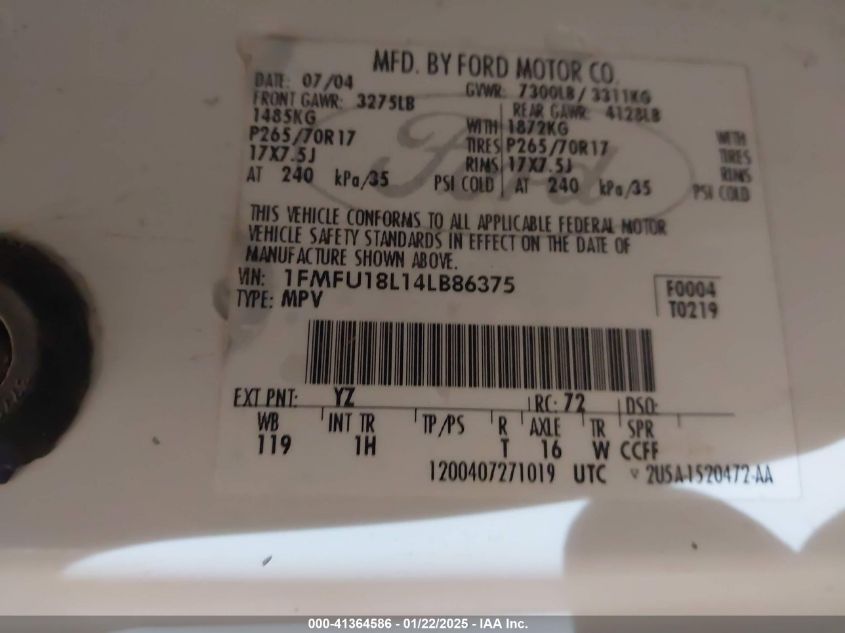 MFD. BY FORD MOTOR CO.
DATE: 07/04 GVWR: 7300LB / 3311KG
FRONT GAWR: 3275LB REAR GAWR: 4128LB
1485KG WITH 1872KG WITH
P265/70R17 TIRES P265/70R17 TIRES
17X7.5J RIMS 17X7.5J RIMS
AT 240 kPa/35 PSI COLD AT 240 kPa/35 PSI COLD
Ford
THIS VEHICLE CONFORMS TO ALL APPLICABLE FEDERAL MOTOR
VEHICLE SAFETY STANDARDS IN EFFECT ON THE DATE OF
MANUFACTURE SHOWN ABOVE.
VIN: 1FMFU18L14LB86375 F0004
TYPE: MPV T0219
EXT PNT: YZ RC: 72 DSO:
WB INT TR TP/PS R AXLE TR SPR
119 1H T 16 W CCFF
1200407271019 UTC 2U5A-1520472-AA
000-41364586 - 01/22/2025 - IAA Inc.